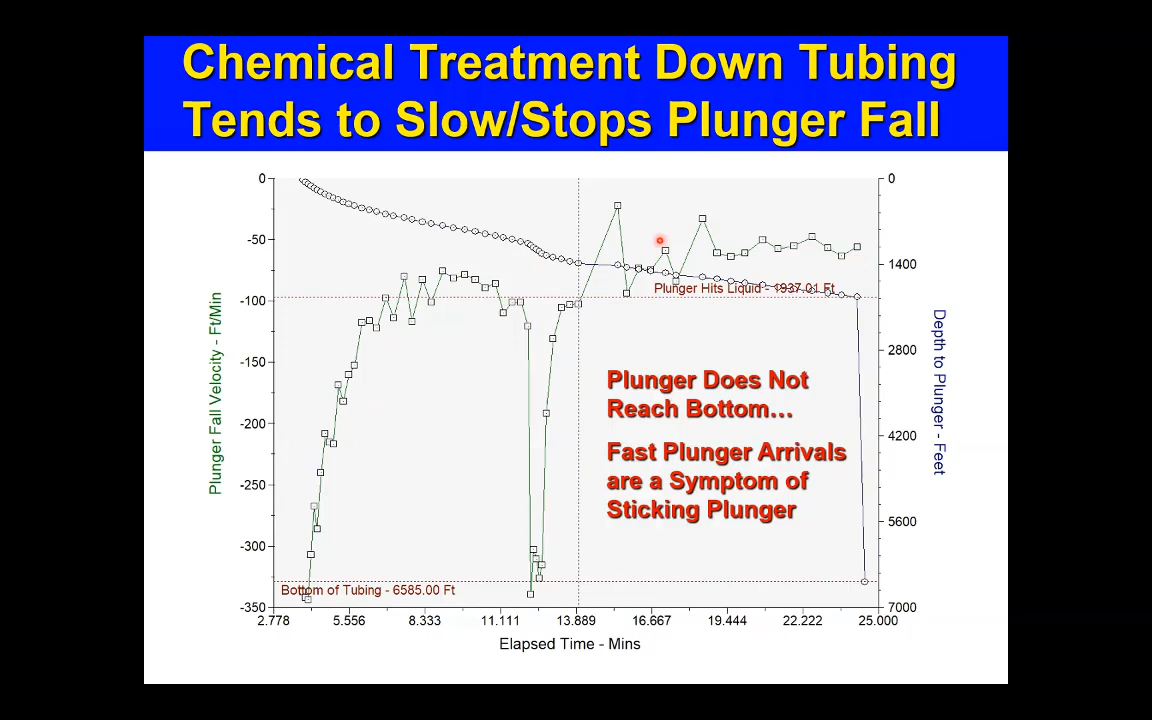 Chemical Treatment Down Tubing
Tends to Slow/Stops Plunger Fall
0
-50
-100
-150
-200
-250
-300
-350
Plunger Fall Velocity - Ft/Min
0
1400
2800
4200
5600
7000
Depth to Plunger - Feet
Plunger Hits Liquid - 1937.01 Ft
Plunger Does Not
Reach Bottom…
Fast Plunger Arrivals
are a Symptom of
Sticking Plunger
Bottom of Tubing - 6585.00 Ft
2.778 5.556 8.333 11.111 13.889 16.667 19.444 22.222 25.000
Elapsed Time - Mins